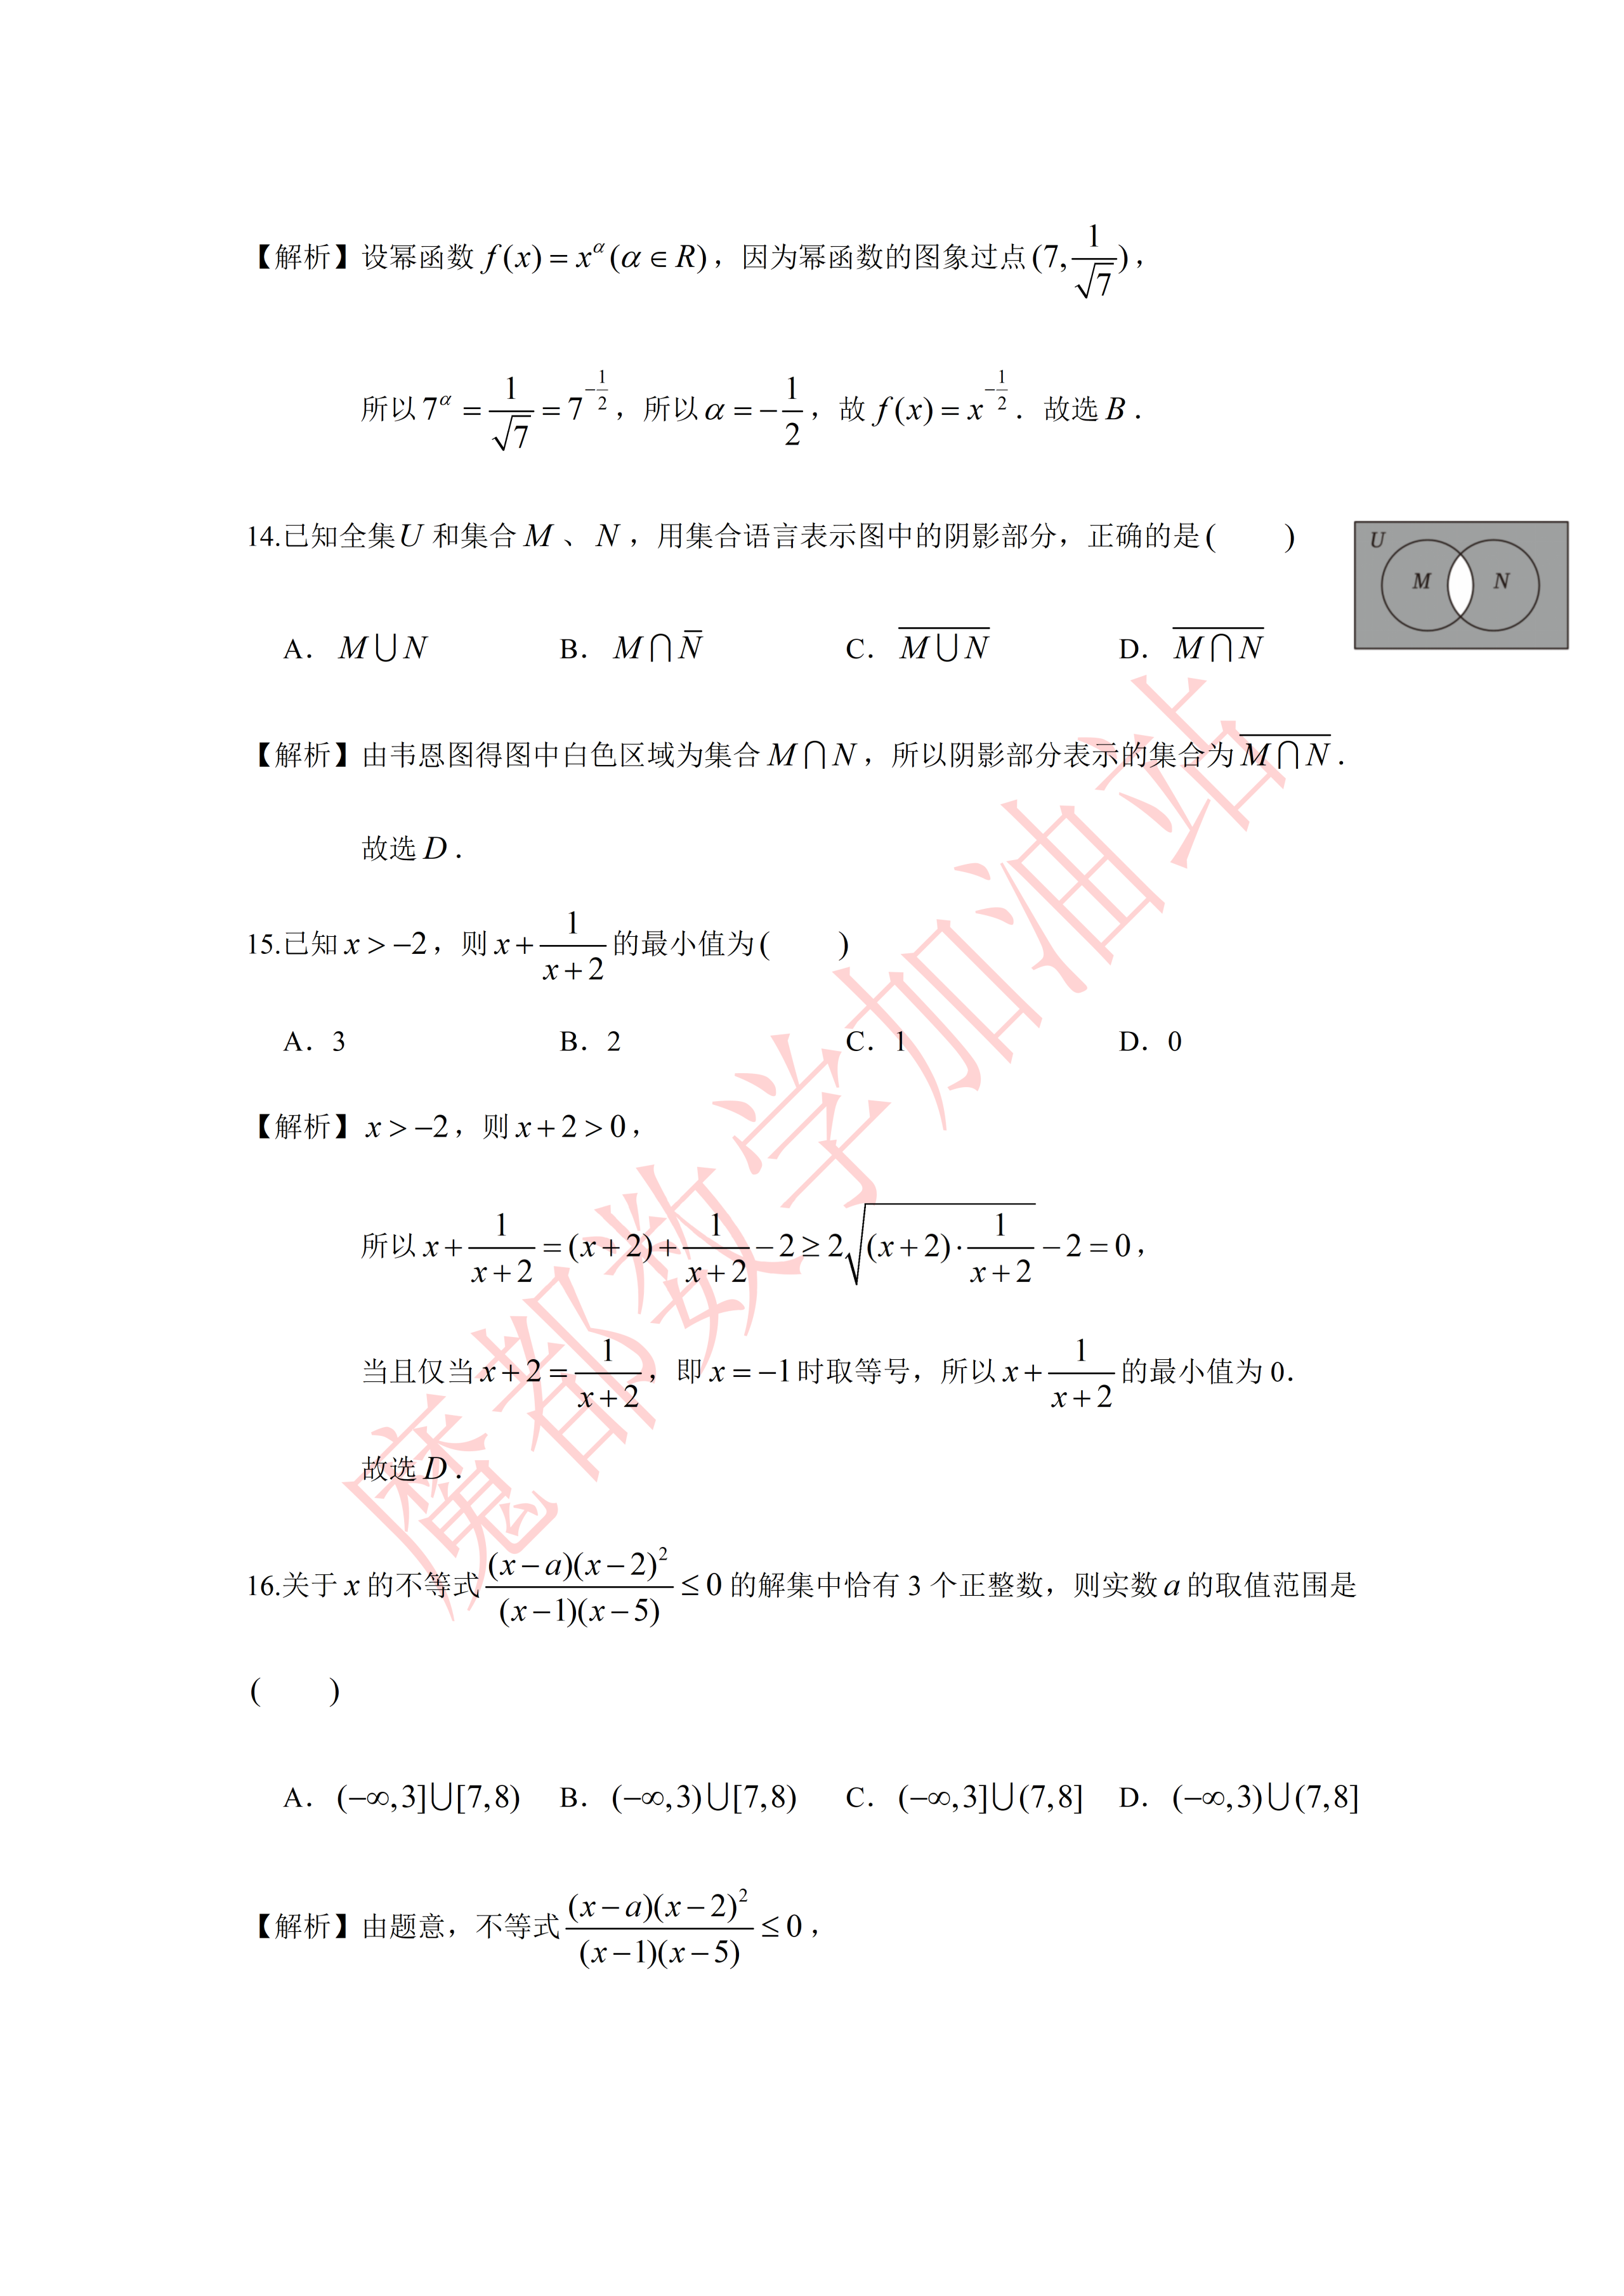 【解析】设幂函数 f(x) = x^α (α ∈ R)，因为幂函数的图象过点 (7, 1/√7)，
所以 7^α = 1/√7 = 7^(-1/2)，所以 α = -1/2，故 f(x) = x^(-1/2)．故选 B．
14.已知全集 U 和集合 M 、 N ，用集合语言表示图中的阴影部分，正确的是(　　)
U
M
N
A． M⋃N　B． M⋂N̅　C． \overline{M⋃N}　D． \overline{M⋂N}
【解析】由韦恩图得图中白色区域为集合 M⋂N ，所以阴影部分表示的集合为 \overline{M⋂N}．
故选 D．
15.已知 x > -2，则 x + 1/(x+2) 的最小值为(　　)
A．3　B．2　C．1　D．0
【解析】x > -2，则 x + 2 > 0，
所以 x + 1/(x+2) = (x+2) + 1/(x+2) - 2 ≥ 2√((x+2)·1/(x+2)) - 2 = 0，
当且仅当 x + 2 = 1/(x+2)，即 x = -1 时取等号，所以 x + 1/(x+2) 的最小值为 0．
故选 D．
16.关于 x 的不等式 (x-a)(x-2)²/((x-1)(x-5)) ≤ 0 的解集中恰有 3 个正整数，则实数 a 的取值范围是
(　　)
A． (-∞,3]⋃[7,8)　B． (-∞,3)⋃[7,8)　C． (-∞,3]⋃(7,8]　D． (-∞,3)⋃(7,8]
【解析】由题意，不等式 (x-a)(x-2)²/((x-1)(x-5)) ≤ 0，
魔都数学加油站